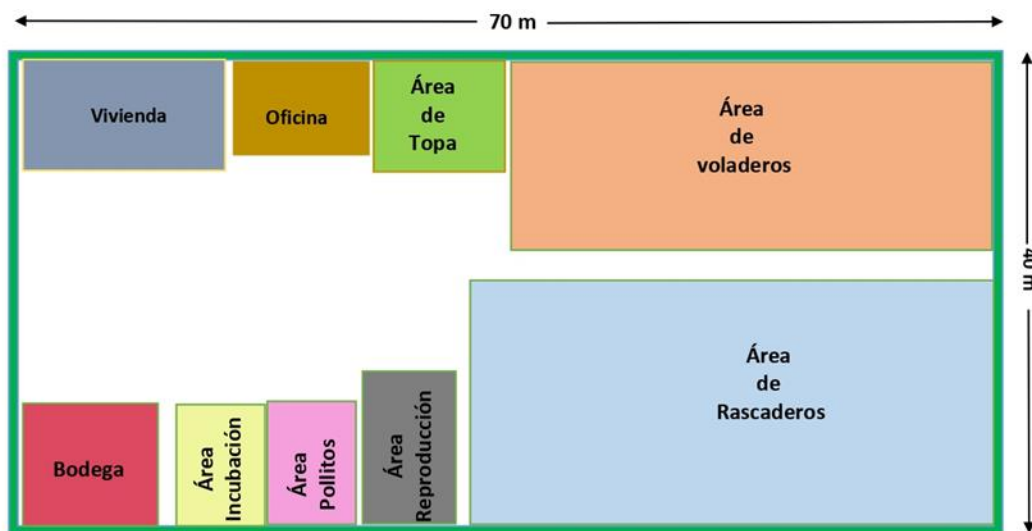 70 m
Vivienda
Oficina
Área
de
Topa
Área
de
voladeros
40 m
Bodega
Área
Incubación
Área
Pollitos
Área
Reproducción
Área
de
Rascaderos